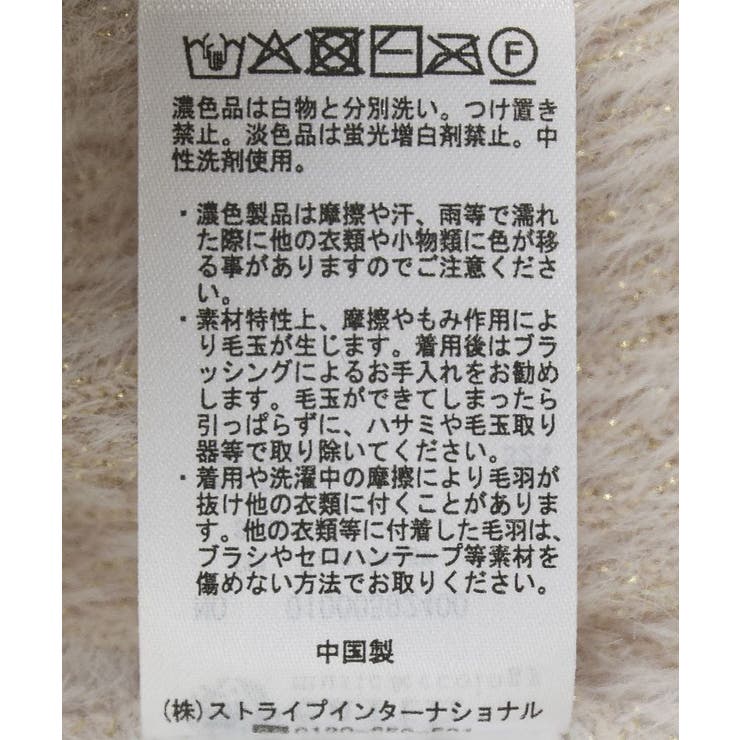 F
濃色品は白物と分別洗い。つけ置き
禁止。淡色品は蛍光増白剤禁止。中
性洗剤使用。
・濃色製品は摩擦や汗、雨等で濡れ
た際に他の衣類や小物類に色が移
る事がありますのでご注意くださ
い。
・素材特性上、摩擦やもみ作用によ
り毛玉が生じます。着用後はブラ
ッシングによるお手入れをお勧め
します。毛玉ができてしまったら
引っぱらずに、ハサミや毛玉取り
器等で取り除いてください。
・着用や洗濯中の摩擦により毛羽が
抜け他の衣類に付くことがありま
す。他の衣類等に付着した毛羽は、
ブラシやセロハンテープ等素材を
傷めない方法でお取りください。
中国製
(株)ストライプインターナショナル